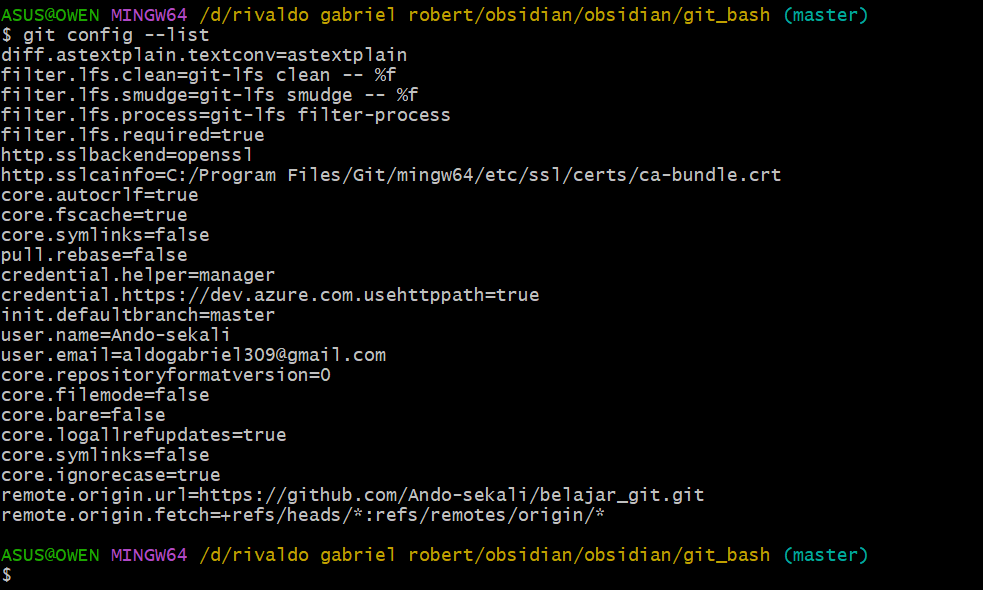 ASUS@OWEN MINGW64 /d/rivaldo gabriel robert/obsidian/obsidian/git_bash (master)
$ git config --list
diff.astextplain.textconv=astextplain
filter.lfs.clean=git-lfs clean -- %f
filter.lfs.smudge=git-lfs smudge -- %f
filter.lfs.process=git-lfs filter-process
filter.lfs.required=true
http.sslbackend=openssl
http.sslcainfo=C:/Program Files/Git/mingw64/etc/ssl/certs/ca-bundle.crt
core.autocrlf=true
core.fscache=true
core.symlinks=false
pull.rebase=false
credential.helper=manager
credential.https://dev.azure.com.usehttppath=true
init.defaultbranch=master
user.name=Ando-sekali
user.email=aldogabriel309@gmail.com
core.repositoryformatversion=0
core.filemode=false
core.bare=false
core.logallrefupdates=true
core.symlinks=false
core.ignorecase=true
remote.origin.url=https://github.com/Ando-sekali/belajar_git.git
remote.origin.fetch=+refs/heads/*:refs/remotes/origin/*
ASUS@OWEN MINGW64 /d/rivaldo gabriel robert/obsidian/obsidian/git_bash (master)
$